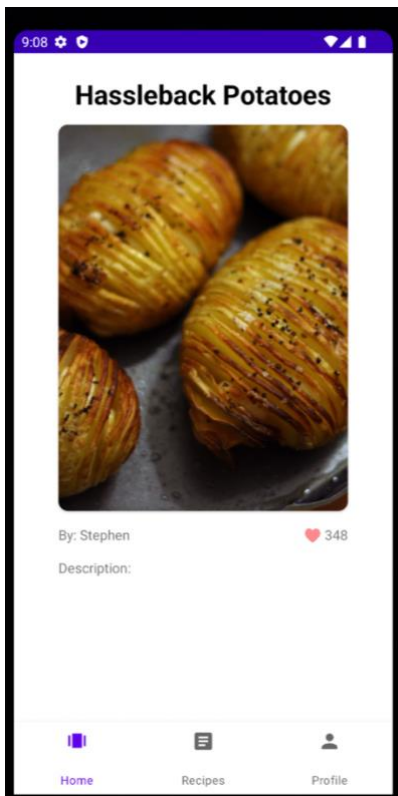 9:08
Hassleback Potatoes
By: Stephen 348
Description:
Home Recipes Profile